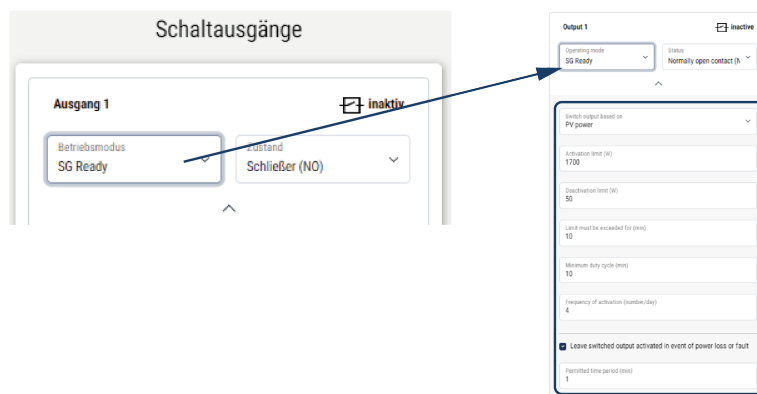 Schaltausgänge
Ausgang 1
inaktiv
Betriebsmodus
SG Ready
Zustand
Schließer (NO)
Output 1
inactive
Operating mode
SG Ready
Status
Normally open contact (N
Switch output based on
PV power
Activation limit (W)
1700
Deactivation limit (W)
50
Limit must be exceeded for (min)
10
Minimum duty cycle (min)
10
Frequency of activation (number/day)
4
Leave switched output activated in event of power loss or fault
Permitted time period (min)
1